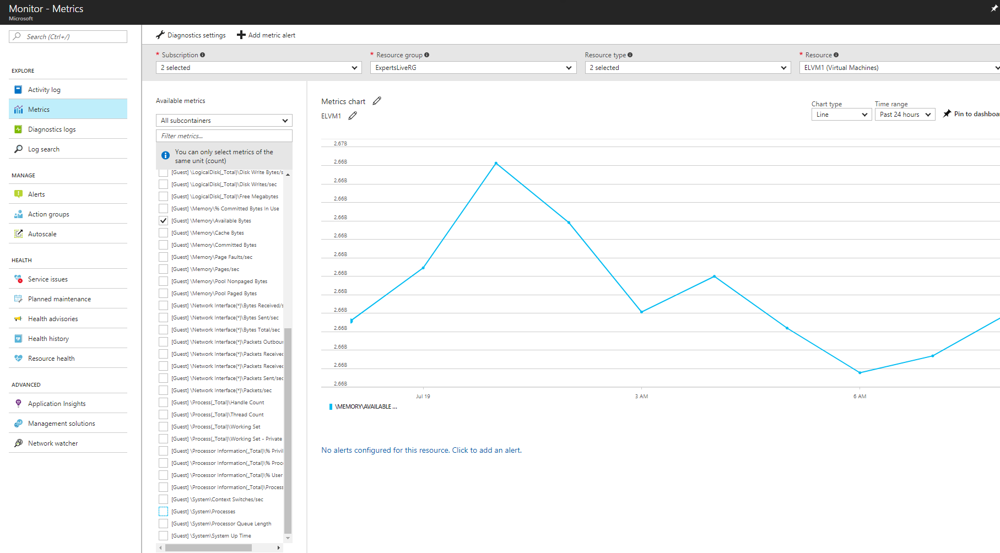 Monitor - Metrics
Microsoft
Search (Ctrl+/)
EXPLORE
Activity log
Metrics
Diagnostics logs
Log search
MANAGE
Alerts
Action groups
Autoscale
HEALTH
Service issues
Planned maintenance
Health advisories
Health history
Resource health
ADVANCED
Application Insights
Management solutions
Network watcher
Diagnostics settings
Add metric alert
* Subscription
2 selected
* Resource group
ExpertsLiveRG
Resource type
2 selected
* Resource
ELVM1 (Virtual Machines)
Available metrics
All subcontainers
Filter metrics...
You can only select metrics of the
same unit (count)
[Guest] \LogicalDisk(_Total)\Disk Write Bytes/s
[Guest] \LogicalDisk(_Total)\Disk Writes/sec
[Guest] \LogicalDisk(_Total)\Free Megabytes
[Guest] \Memory\% Committed Bytes In Use
[Guest] \Memory\Available Bytes
[Guest] \Memory\Cache Bytes
[Guest] \Memory\Committed Bytes
[Guest] \Memory\Page Faults/sec
[Guest] \Memory\Pages/sec
[Guest] \Memory\Pool Nonpaged Bytes
[Guest] \Memory\Pool Paged Bytes
[Guest] \Network Interface(*)\Bytes Received/s
[Guest] \Network Interface(*)\Bytes Sent/sec
[Guest] \Network Interface(*)\Bytes Total/sec
[Guest] \Network Interface(*)\Packets Outbour
[Guest] \Network Interface(*)\Packets Received
[Guest] \Network Interface(*)\Packets Received
[Guest] \Network Interface(*)\Packets Sent/sec
[Guest] \Network Interface(*)\Packets/sec
[Guest] \Process(_Total)\Handle Count
[Guest] \Process(_Total)\Thread Count
[Guest] \Process(_Total)\Working Set
[Guest] \Process(_Total)\Working Set - Private
[Guest] \Processor Information(_Total)\% Privil
[Guest] \Processor Information(_Total)\% Proc
[Guest] \Processor Information(_Total)\% User
[Guest] \Processor Information(_Total)\Process
[Guest] \System\Context Switches/sec
[Guest] \System\Processes
[Guest] \System\Processor Queue Length
[Guest] \System\System Up Time
Metrics chart
ELVM1
Chart type
Line
Time range
Past 24 hours
Pin to dashboar
2.67B
2.66B
2.66B
2.66B
2.66B
2.66B
2.66B
2.66B
2.66B
2.66B
2.66B
2.66B
2.66B
2.66B
Jul 19
3 AM
6 AM
\MEMORY\AVAILABLE ...
No alerts configured for this resource. Click to add an alert.